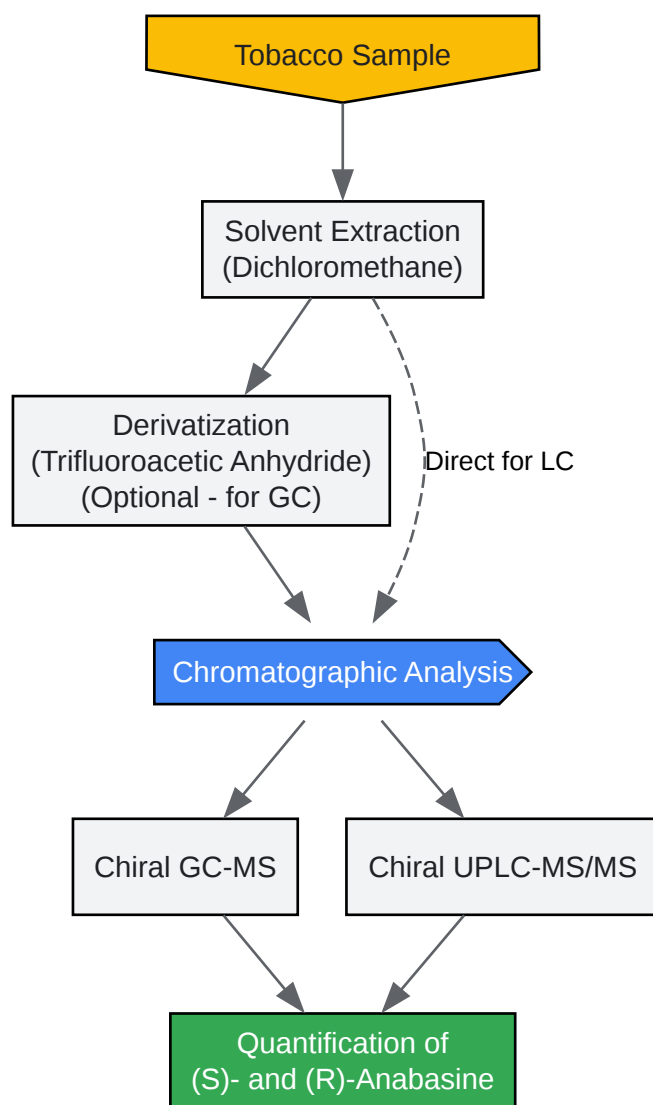 Tobacco Sample
Solvent Extraction
(Dichloromethane)
Derivatization
(Trifluoroacetic Anhydride)
(Optional - for GC)
Direct for LC
Chromatographic Analysis
Chiral GC-MS
Chiral UPLC-MS/MS
Quantification of
(S)- and (R)-Anabasine